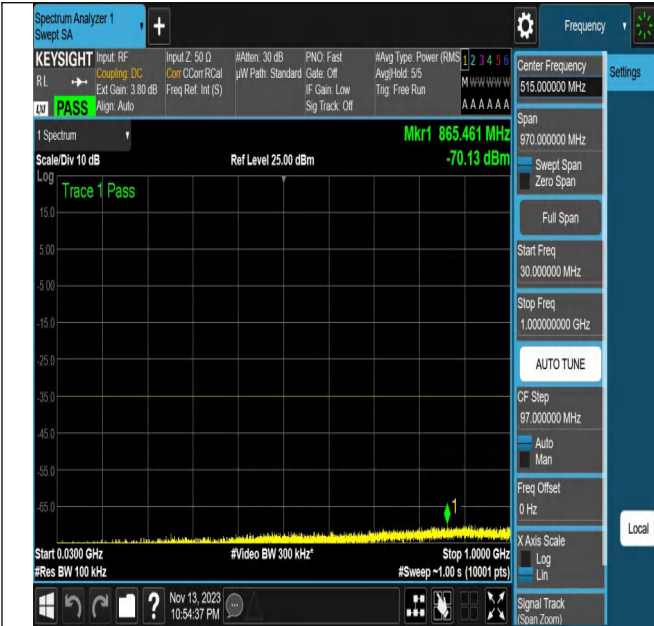 Spectrum Analyzer 1
Swept SA
+
Frequency
KEYSIGHT
RL
PASS
Input: RF
Coupling: DC
Ext Gain: 3.80 dB
Align: Auto
Input Z: 50 Ω
Corr CCorr RCal
Freq Ref: Int (S)
#Atten: 30 dB
µW Path: Standard
PNO: Fast
Gate: Off
IF Gain: Low
Sig Track: Off
#Avg Type: Power (RMS
Avg|Hold: 5/5
Trig: Free Run
1 2 3 4 5 6
M W W W W W
A A A A A A
1 Spectrum
Scale/Div 10 dB
Ref Level 25.00 dBm
Mkr1 865.461 MHz
-70.13 dBm
Log
Trace 1 Pass
15.0
5.00
-5.00
-15.0
-25.0
-35.0
-45.0
-55.0
-65.0
1
Start 0.0300 GHz
#Video BW 300 kHz*
Stop 1.0000 GHz
#Res BW 100 kHz
#Sweep ~1.00 s (10001 pts)
?
Nov 13, 2023
10:54:37 PM
Center Frequency
515.000000 MHz
Settings
Span
970.000000 MHz
Swept Span
Zero Span
Full Span
Start Freq
30.000000 MHz
Stop Freq
1.000000000 GHz
AUTO TUNE
CF Step
97.000000 MHz
Auto
Man
Freq Offset
0 Hz
Local
X Axis Scale
Log
Lin
Signal Track
(Span Zoom)